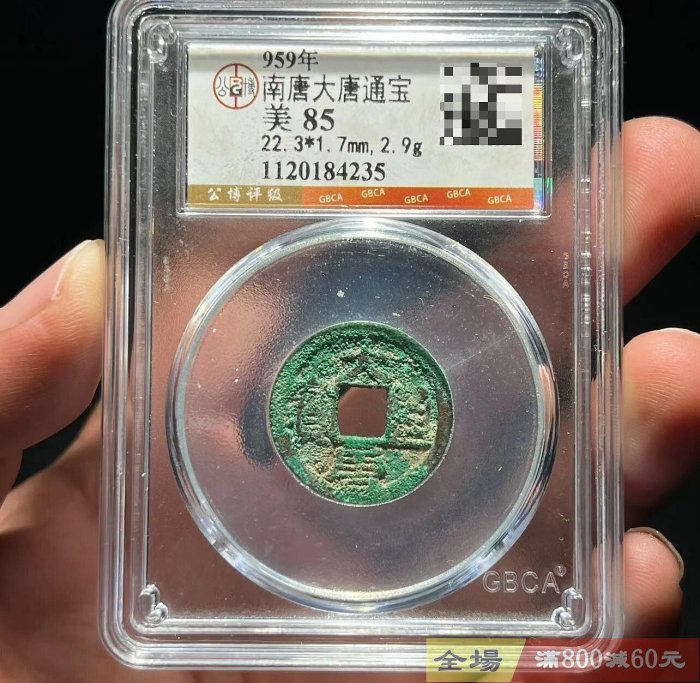 959年
南唐大唐通宝
美 85
22.3*1.7mm,2.9g
1120184235
公博评级 GBCA GBCA GBCA GBCA GBCA
GBCA
大
通
GBCA
全場 滿800減60元